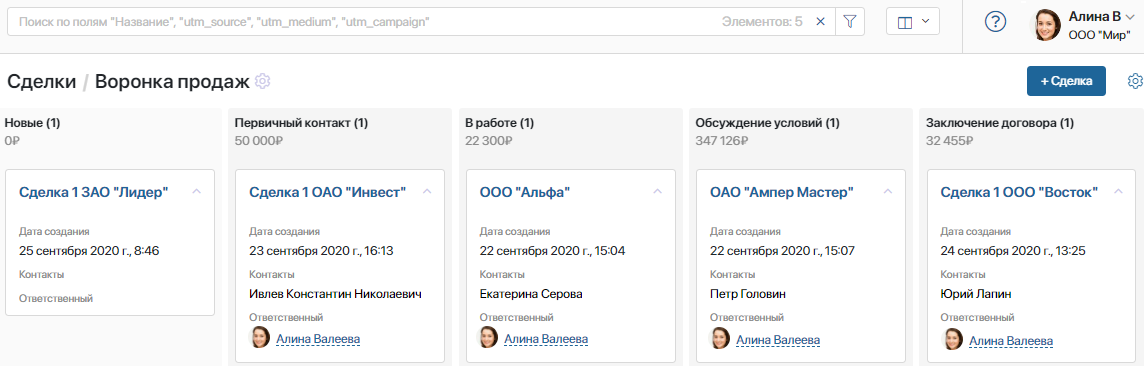 Поиск по полям "Название", "utm_source", "utm_medium", "utm_campaign"
Элементов: 5
Алина В
ООО "Мир"
Сделки / Воронка продаж
+ Сделка
Новые (1)
0₽
Сделка 1 ЗАО "Лидер"
Дата создания
25 сентября 2020 г., 8:46
Контакты
Ответственный
Первичный контакт (1)
50 000₽
Сделка 1 ОАО "Инвест"
Дата создания
23 сентября 2020 г., 16:13
Контакты
Ивлев Константин Николаевич
Ответственный
Алина Валеева
В работе (1)
22 300₽
ООО "Альфа"
Дата создания
22 сентября 2020 г., 15:04
Контакты
Екатерина Серова
Ответственный
Алина Валеева
Обсуждение условий (1)
347 126₽
ОАО "Ампер Мастер"
Дата создания
22 сентября 2020 г., 15:07
Контакты
Петр Головин
Ответственный
Алина Валеева
Заключение договора (1)
32 455₽
Сделка 1 ООО "Восток"
Дата создания
24 сентября 2020 г., 13:25
Контакты
Юрий Лапин
Ответственный
Алина Валеева